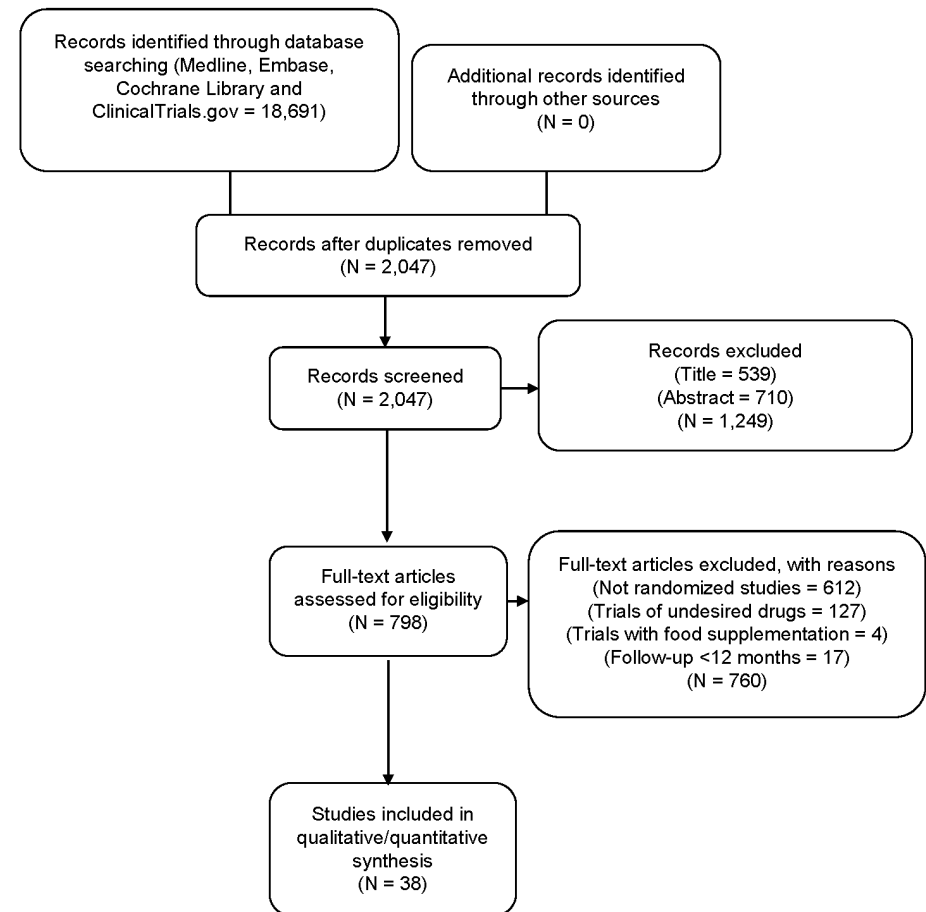 Records identified through database
searching (Medline, Embase,
Cochrane Library and
ClinicalTrials.gov = 18,691)
Additional records identified
through other sources
(N = 0)
Records after duplicates removed
(N = 2,047)
Records screened
(N = 2,047)
Records excluded
(Title = 539)
(Abstract = 710)
(N = 1,249)
Full-text articles
assessed for eligibility
(N = 798)
Full-text articles excluded, with reasons
(Not randomized studies = 612)
(Trials of undesired drugs = 127)
(Trials with food supplementation = 4)
(Follow-up <12 months = 17)
(N = 760)
Studies included in
qualitative/quantitative
synthesis
(N = 38)